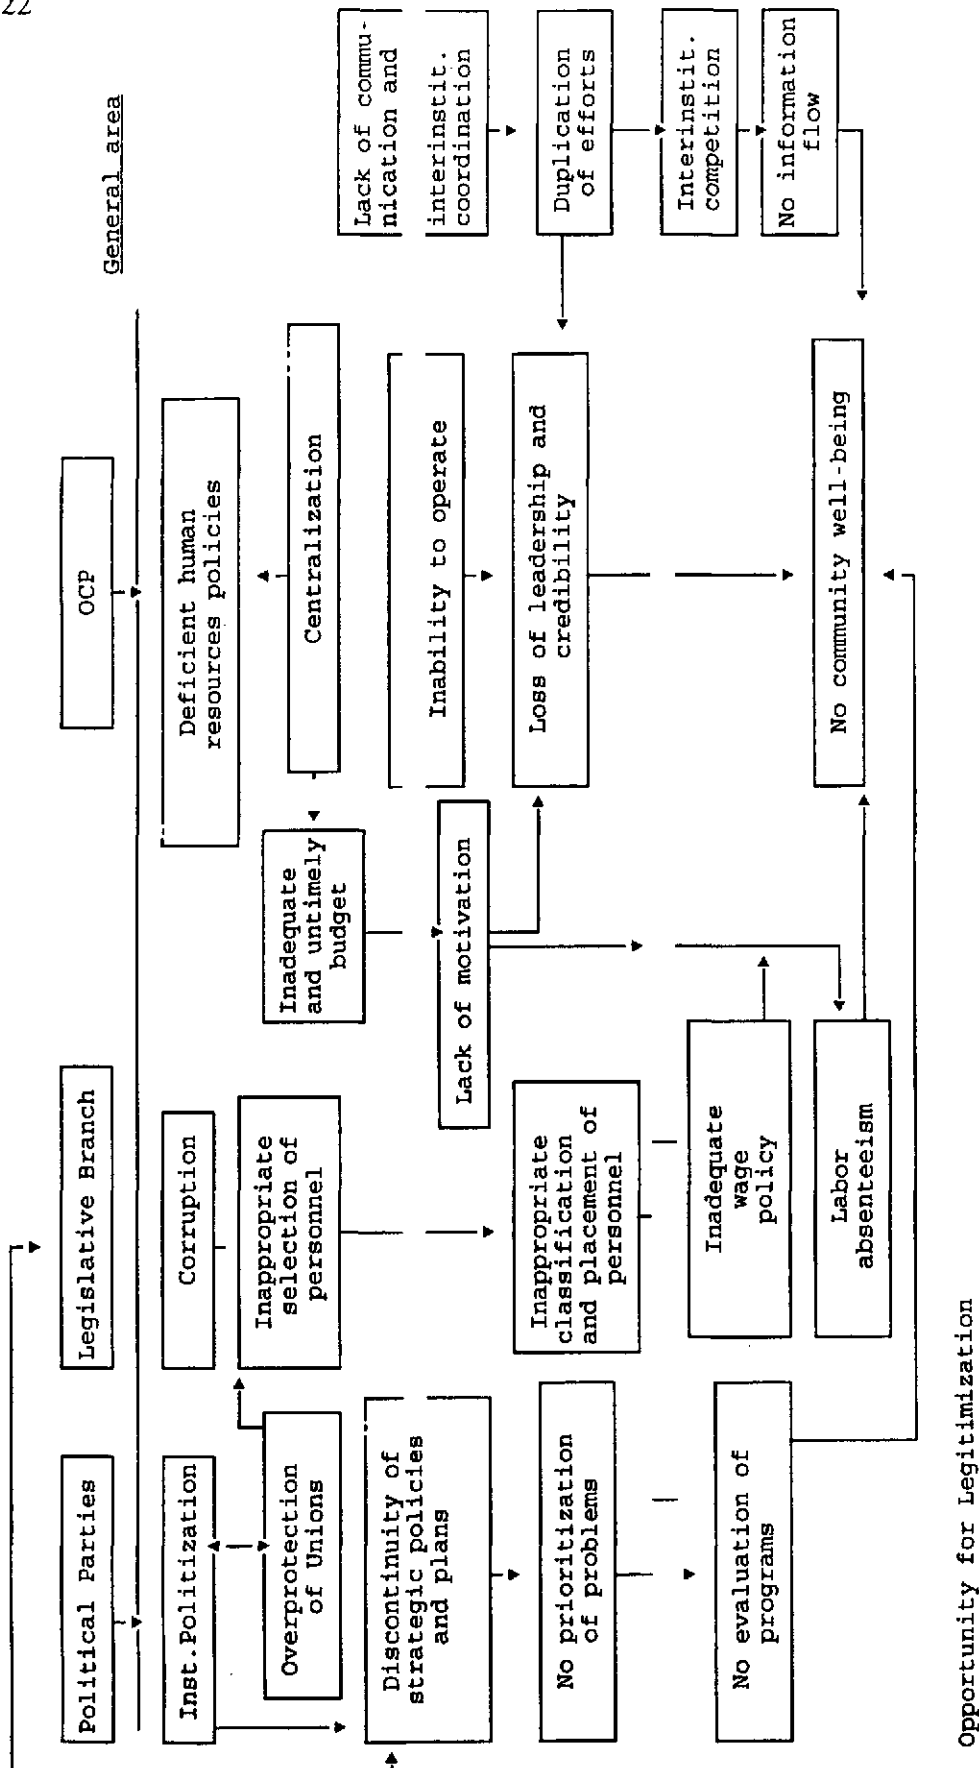 77
General area
Political Parties
Legislative Branch
OCP
Inst.Politization
Corruption
Deficient human
resources policies
Overprotection
of Unions
Inappropriate
selection of
personnel
Inadequate
and untimely
budget
Centralization
Lack of commu-
nication and
interinstit.
coordination
Discontinuity of
strategic policies
and plans
Lack of motivation
Inability to operate
No prioritization
of problems
Inappropriate
classification
and placement of
personnel
Loss of leadership and
credibility
Duplication
of efforts
Interinstit.
competition
No evaluation of
programs
Inadequate
wage
policy
Labor
absenteeism
No community well-being
No information
flow
Opportunity for Legitimization